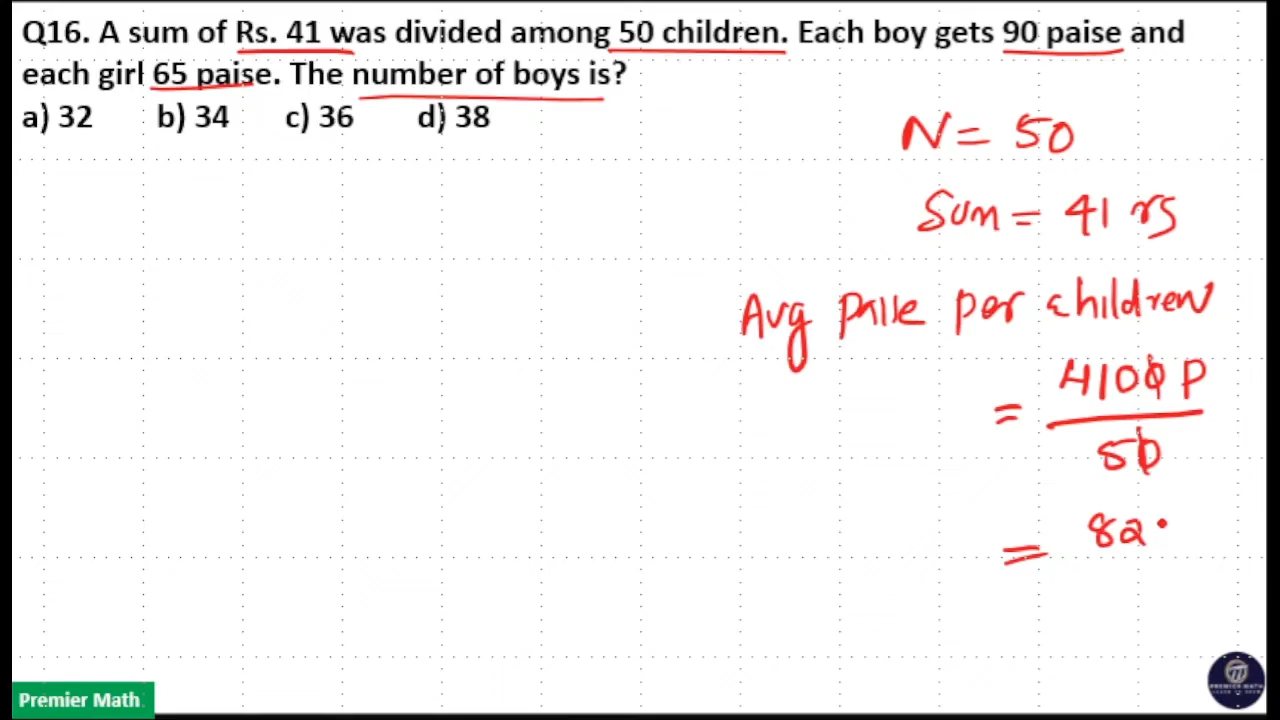 Q16. A sum of Rs. 41 was divided among 50 children. Each boy gets 90 paise and
each girl 65 paise. The number of boys is?
a) 32 b) 34 c) 36 d) 38
N = 50
Sum = 41 rs
Avg paise per children
= 4100 P
50
= 82
Premier Math
PREMIER MATH